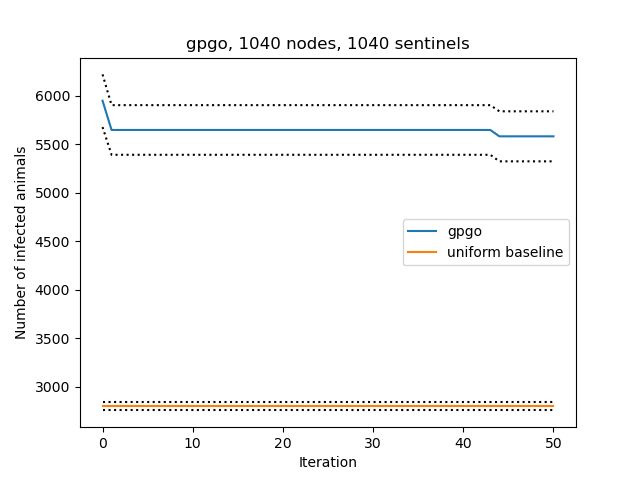 gpgo, 1040 nodes, 1040 sentinels
6000
5500
5000
4500
4000
3500
3000
Number of infected animals
gpgo
uniform baseline
0 10 20 30 40 50
Iteration